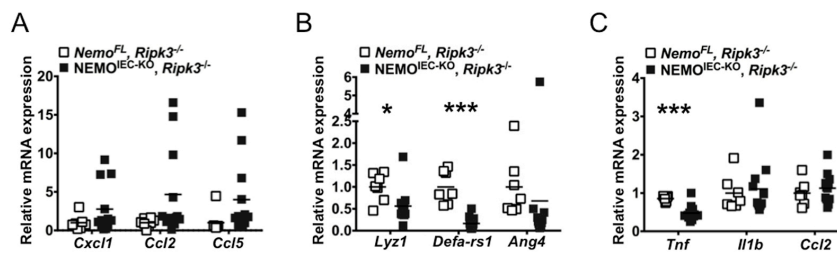 A
Nemo^FL, Ripk3^-/-
NEMO^IEC-KO, Ripk3^-/-
Relative mRNA expression
20
15
10
5
0
Cxcl1 Ccl2 Ccl5
B
Nemo^FL, Ripk3^-/-
NEMO^IEC-KO, Ripk3^-/-
Relative mRNA expression
6
5
4
3
2.5
2.0
1.5
1.0
0.5
0.0
* ***
Lyz1 Defa-rs1 Ang4
C
Nemo^FL, Ripk3^-/-
NEMO^IEC-KO, Ripk3^-/-
Relative mRNA expression
4
3
2
1
0
***
Tnf Il1b Ccl2